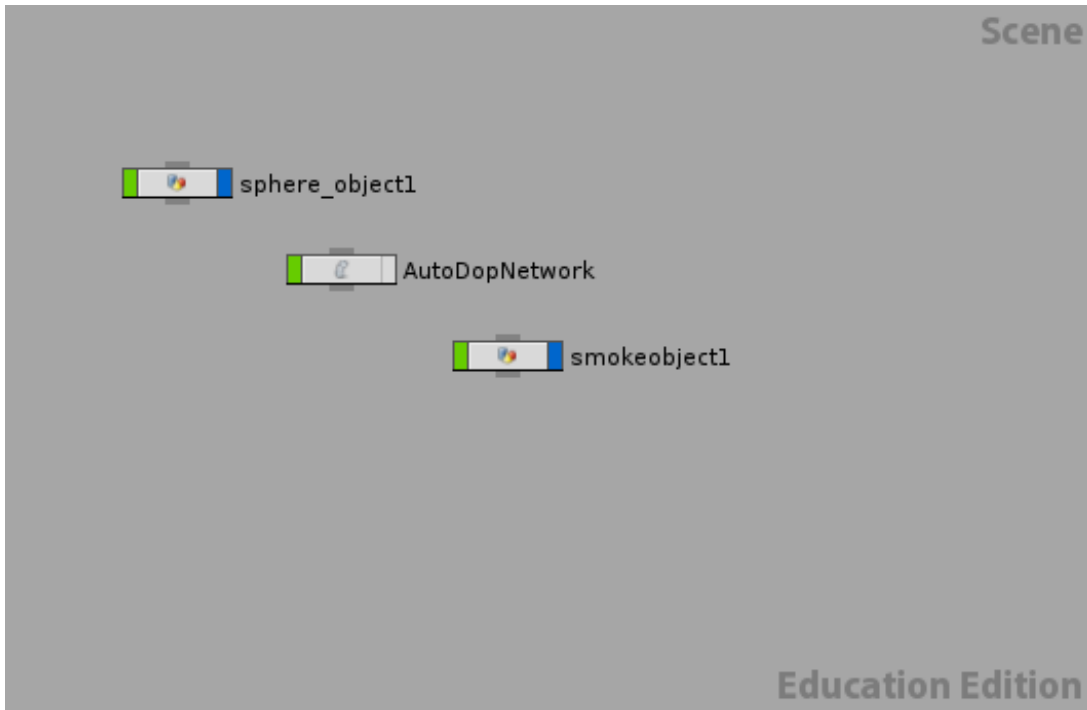 Scene
sphere_object1
AutoDopNetwork
smokeobject1
Education Edition